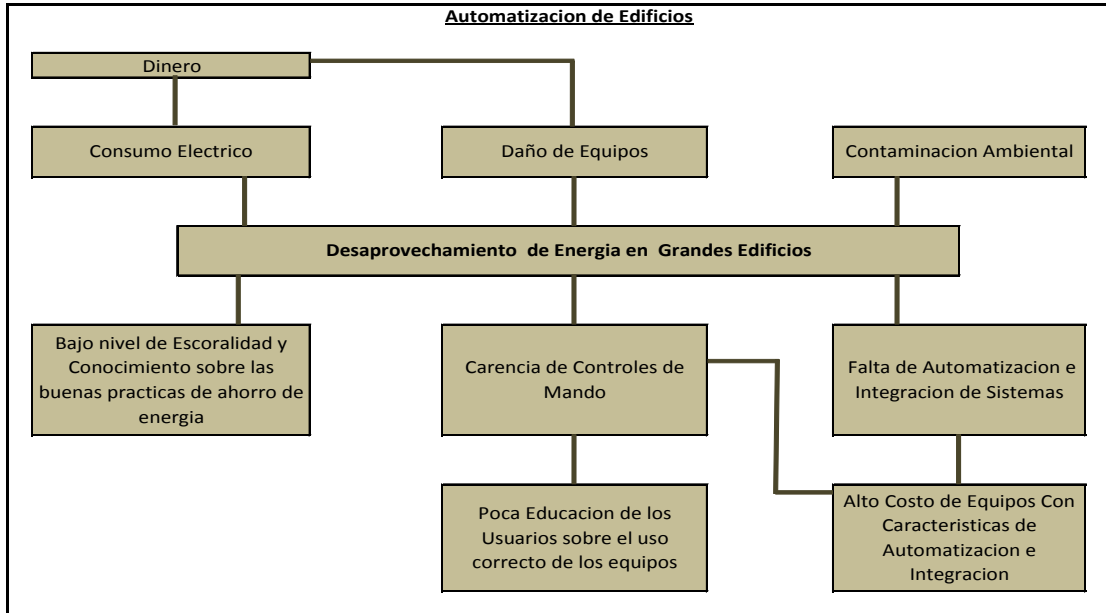 Automatizacion de Edificios
Dinero
Consumo Electrico
Daño de Equipos
Contaminacion Ambiental
Desaprovechamiento de Energia en Grandes Edificios
Bajo nivel de Escoralidad y
Conocimiento sobre las
buenas practicas de ahorro de
energia
Carencia de Controles de
Mando
Falta de Automatizacion e
Integracion de Sistemas
Poca Educacion de los
Usuarios sobre el uso
correcto de los equipos
Alto Costo de Equipos Con
Caracteristicas de
Automatizacion e
Integracion